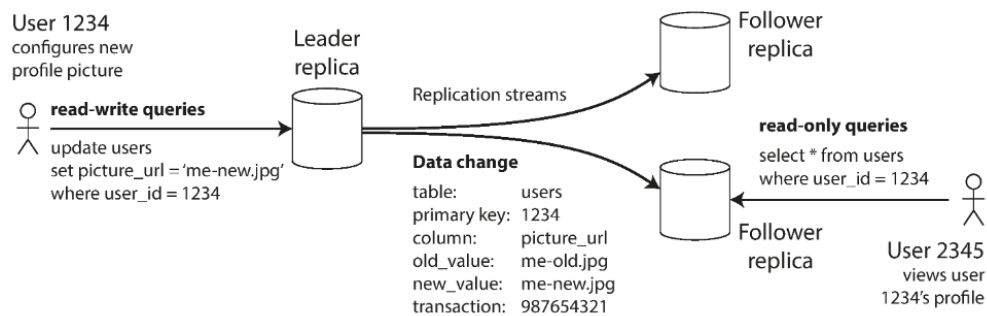 User 1234
configures new
profile picture
read-write queries
update users
set picture_url = ‘me-new.jpg’
where user_id = 1234
Leader
replica
Replication streams
Data change
table: users
primary key: 1234
column: picture_url
old_value: me-old.jpg
new_value: me-new.jpg
transaction: 987654321
Follower
replica
read-only queries
select * from users
where user_id = 1234
Follower
replica
User 2345
views user
1234’s profile